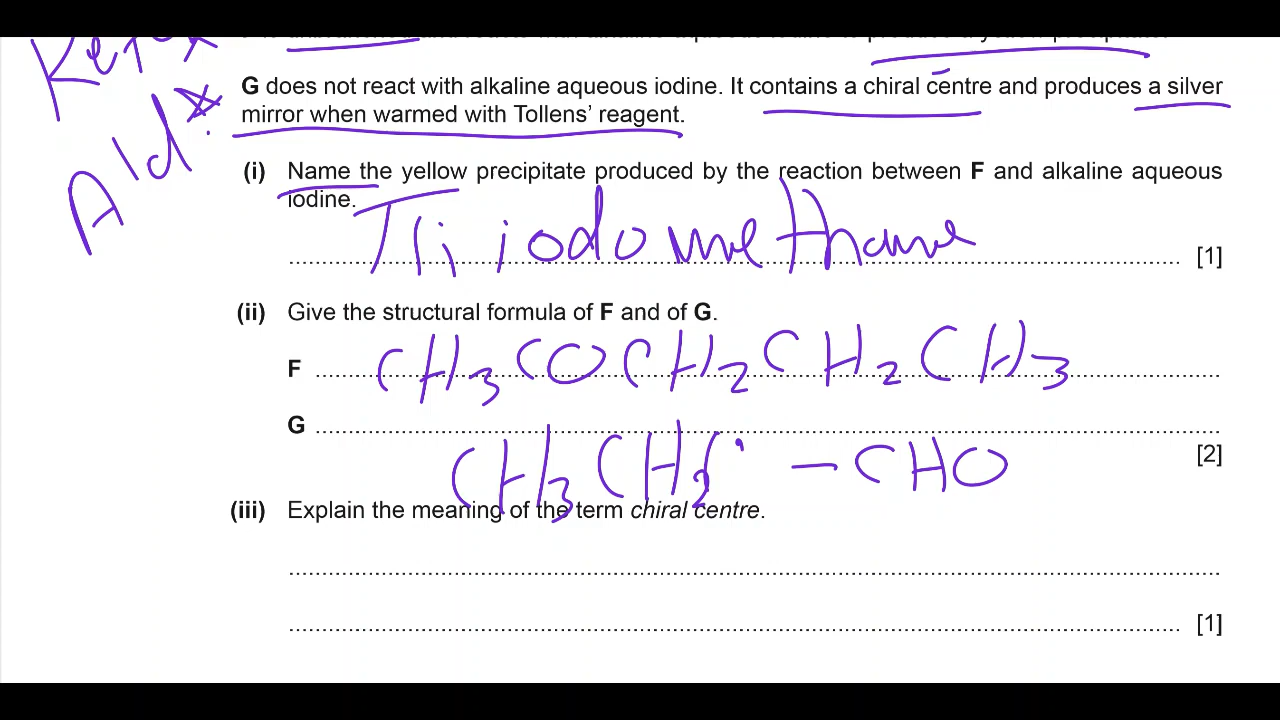 Ald
G does not react with alkaline aqueous iodine. It contains a chiral centre and produces a silver
mirror when warmed with Tollens' reagent.
(i) Name the yellow precipitate produced by the reaction between F and alkaline aqueous
iodine.
Tri iodo methane
[1]
(ii) Give the structural formula of F and of G.
F CH3COCH2CH2CH3
G
CH3CH2C - CHO
[2]
(iii) Explain the meaning of the term chiral centre.
[1]